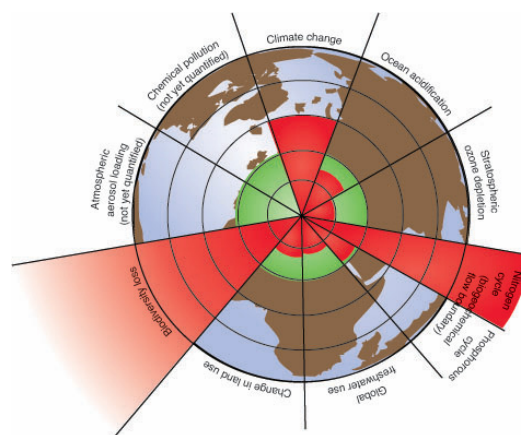 Climate change
Ocean acidification
Stratospheric
ozone depletion
Nitrogen
cycle
(biogeochemical
flow boundary)
Phosphorous
cycle
Global
freshwater use
Change in land use
Biodiversity loss
Atmospheric
aerosol loading
(not yet quantified)
Chemical pollution
(not yet quantified)